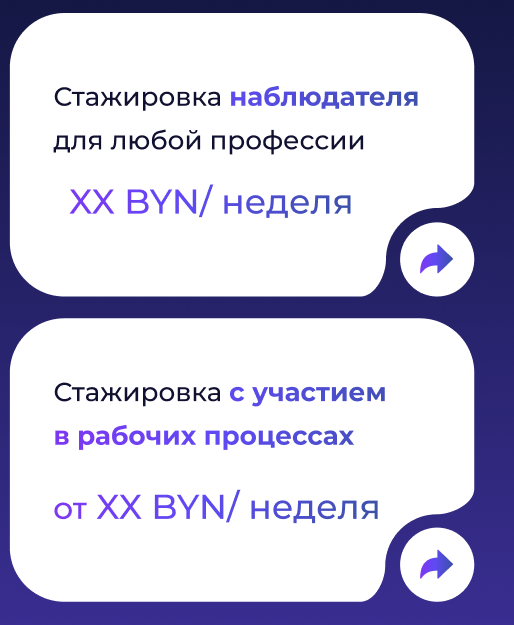 Стажировка наблюдателя
для любой профессии
XX BYN/ неделя
Стажировка с участием
в рабочих процессах
от XX BYN/ неделя